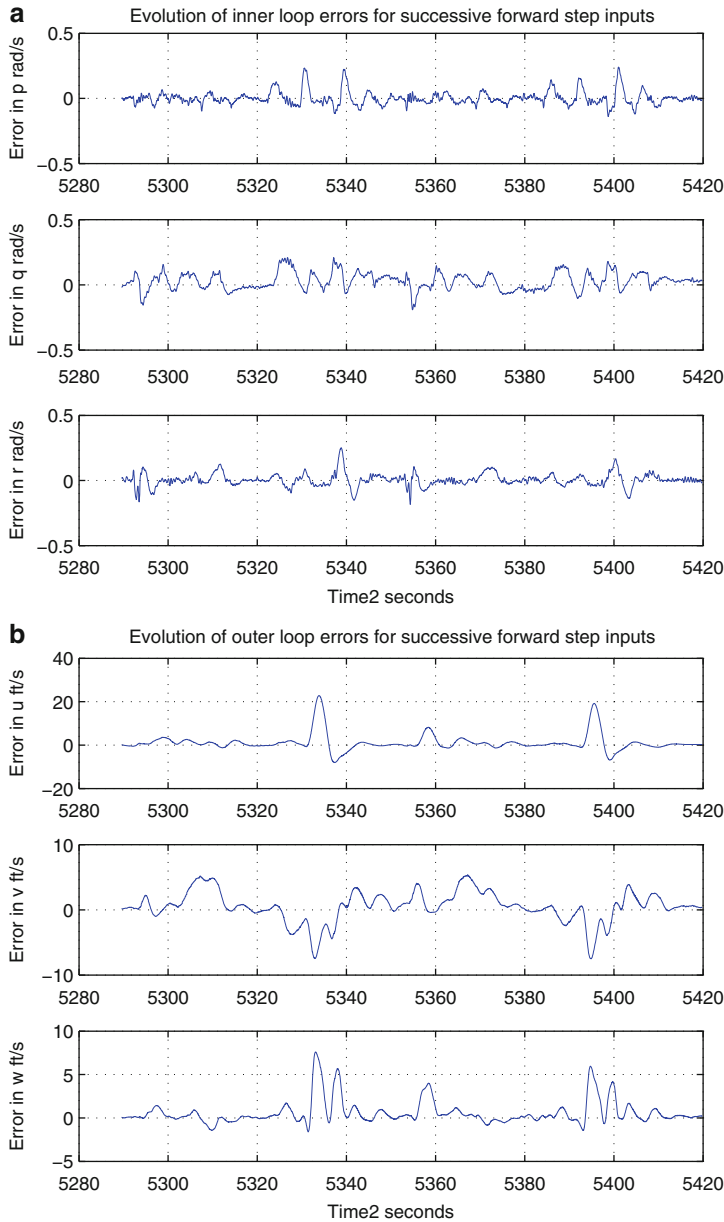 a
Evolution of inner loop errors for successive forward step inputs
Error in p rad/s
0.5
0
−0.5
5280 5300 5320 5340 5360 5380 5400 5420
Error in q rad/s
0.5
0
−0.5
5280 5300 5320 5340 5360 5380 5400 5420
Error in r rad/s
0.5
0
−0.5
5280 5300 5320 5340 5360 5380 5400 5420
Time2 seconds
b
Evolution of outer loop errors for successive forward step inputs
Error in u ft/s
40
20
0
−20
5280 5300 5320 5340 5360 5380 5400 5420
Error in v ft/s
10
0
−10
5280 5300 5320 5340 5360 5380 5400 5420
Error in w ft/s
10
5
0
−5
5280 5300 5320 5340 5360 5380 5400 5420
Time2 seconds